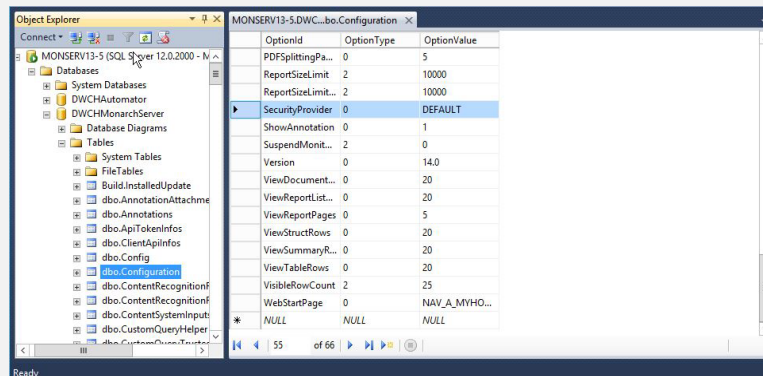 Object Explorer
Connect
MONSERV13-5 (SQL Server 12.0.2000 - M
Databases
System Databases
DWCHAutomator
DWCHMonarchServer
Database Diagrams
Tables
System Tables
FileTables
Build.InstalledUpdate
dbo.AnnotationAttachme
dbo.Annotations
dbo.ApiTokenInfos
dbo.ClientApiInfos
dbo.Config
dbo.Configuration
dbo.ContentRecognitionF
dbo.ContentRecognitionF
dbo.ContentSystemInputs
dbo.CustomQueryHelper
dbo.CustomQueryTrustee
MONSERV13-5.DWC...bo.Configuration
OptionId OptionType OptionValue
PDFSplittingPa... 0 5
ReportSizeLimit 2 10000
ReportSizeLimit... 2 10000
SecurityProvider 0 DEFAULT
ShowAnnotation 0 1
SuspendMonit... 2 0
Version 0 14.0
ViewDocument... 0 20
ViewReportList... 0 20
ViewReportPages 0 5
ViewStructRows 0 20
ViewSummaryR... 0 20
ViewTableRows 0 20
VisibleRowCount 2 25
WebStartPage 0 NAV_A_MYHO...
NULL NULL NULL
55 of 66
Ready